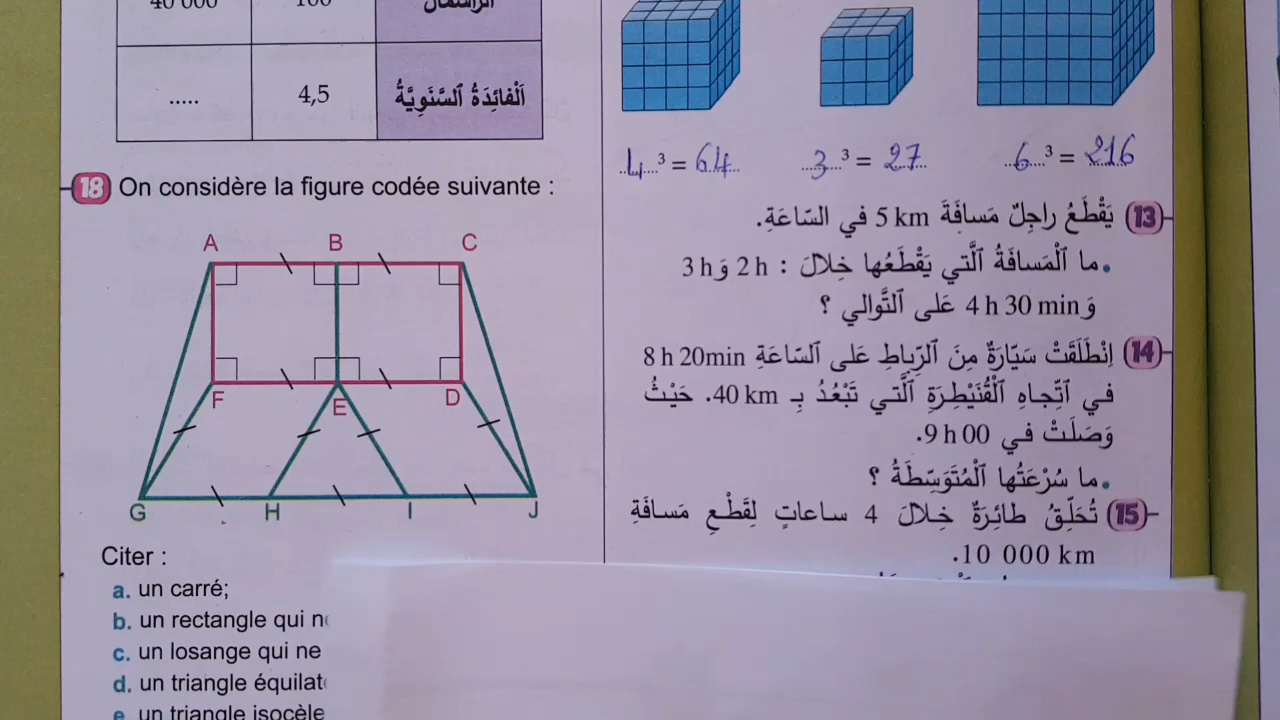 40 000 100 الرأسمال
..... 4,5 اَلْفائِدَةُ اَلسَّنَوِيَّةُ
18 On considère la figure codée suivante :
A B C
F E D
G H I J
Citer :
a. un carré;
b. un rectangle qui
c. un losange qui ne
d. un triangle
e. un triangle isocèle
4 ³ = 64 3 ³ = 27 6 ³ = 216
13 يَقْطَعُ راجِلٌ مَسافَةَ 5 km في السّاعَةِ.
• ما اَلْمَسافَةُ اَلَّتي يَقْطَعُها خِلالَ : 2 h وَ 3 h
وَ 4 h 30 min عَلى اَلتَّوالي ؟
14 اِنْطَلَقَتْ سَيّارَةٌ مِنَ اَلرِّباطِ عَلى اَلسّاعَةِ 8 h 20min
في اَتِّجاهِ اَلْقُنَيْطِرَةِ اَلَّتي تَبْعُدُ بِـ 40 km. حَيْثُ
وَصَلَتْ في 9 h 00.
• ما سُرْعَتُها اَلْمُتَوَسِّطَةُ ؟
15 تُحَلِّقُ طائِرَةٌ خِلالَ 4 ساعاتٍ لِقَطْعِ مَسافَةِ
10 000 km.